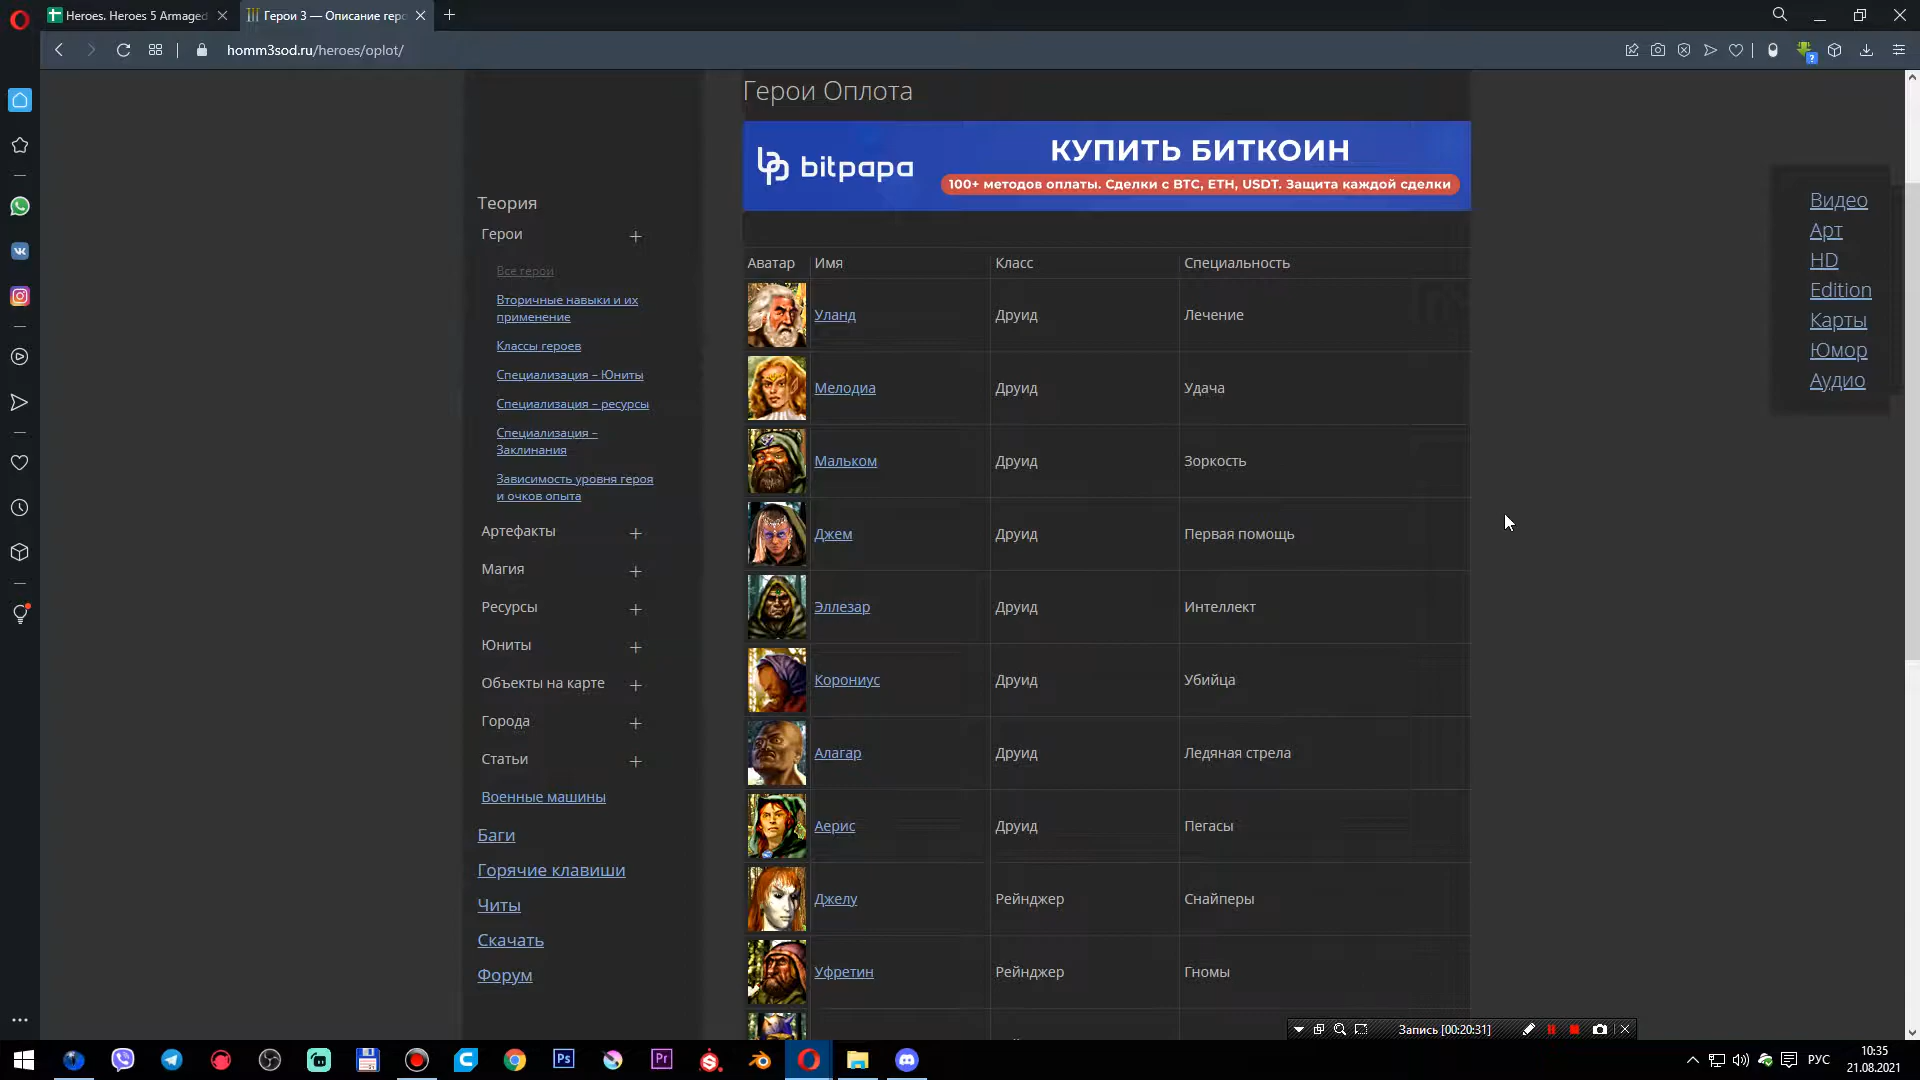 Heroes. Heroes 5 Armaged
Герои 3 — Описание геро
homm3sod.ru/heroes/oplot/
Герои Оплота
bitpapa
КУПИТЬ БИТКОИН
100+ методов оплаты. Сделки с BTC, ETH, USDT. Защита каждой сделки
Теория
Герои
Все герои
Вторичные навыки и их
применение
Классы героев
Специализация – Юниты
Специализация – ресурсы
Специализация –
Заклинания
Зависимость уровня героя
и очков опыта
Артефакты
Магия
Ресурсы
Юниты
Объекты на карте
Города
Статьи
Военные машины
Баги
Горячие клавиши
Читы
Скачать
Форум
Аватар Имя Класс Специальность
Уланд Друид Лечение
Мелодиа Друид Удача
Мальком Друид Зоркость
Джем Друид Первая помощь
Эллезар Друид Интеллект
Корониус Друид Убийца
Алагар Друид Ледяная стрела
Аерис Друид Пегасы
Джелу Рейнджер Снайперы
Уфретин Рейнджер Гномы
Видео
Арт
HD
Edition
Карты
Юмор
Аудио
Запись [00:20:31]
Ps
Pr
РУС
10:35
21.08.2021